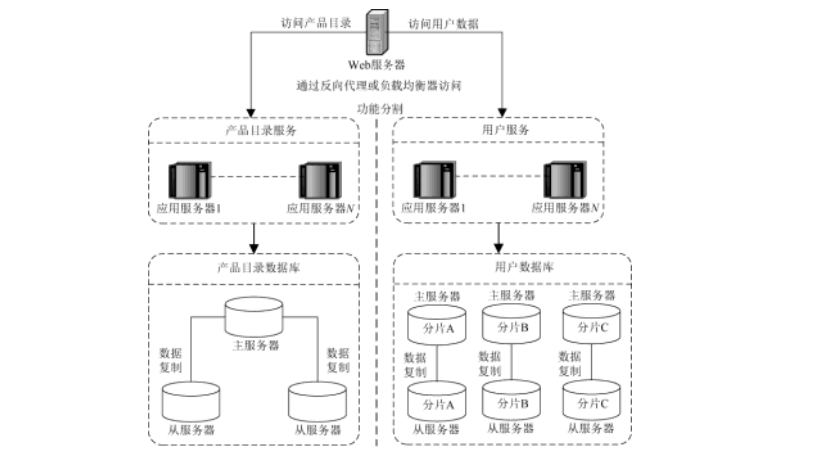 访问产品目录
访问用户数据
Web服务器
通过反向代理或负载均衡器访问
功能分割
产品目录服务
应用服务器1
应用服务器N
用户服务
应用服务器1
应用服务器N
产品目录数据库
主服务器
数据
复制
数据
复制
从服务器
从服务器
用户数据库
主服务器
主服务器
主服务器
分片A
分片B
分片C
数据
复制
数据
复制
数据
复制
分片A
分片B
分片C
从服务器
从服务器
从服务器